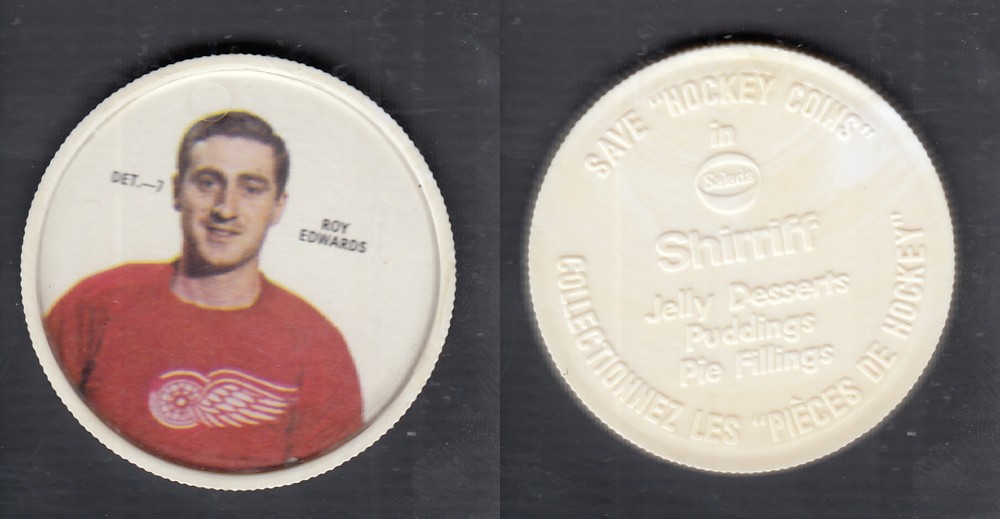 DET.—7
ROY
EDWARDS
SAVE "HOCKEY COINS"
in
Salada
Shirriff
Jelly Desserts
Puddings
Pie Fillings
COLLECTIONNEZ LES "PIÈCES DE HOCKEY"